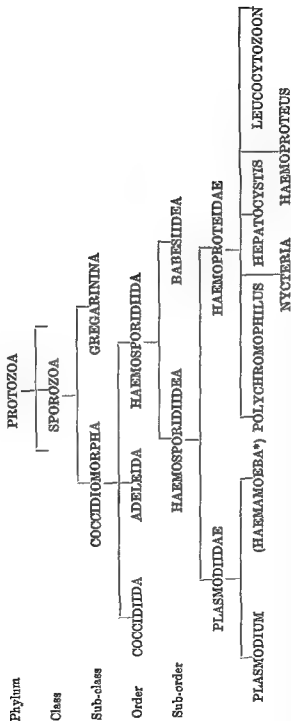 Phylum PROTOZOA
Class SPOROZOA
Sub-class COCCIDIOMORPHA GREGARININA
Order COCCIDIIDA ADELEIDA HAEMOSPORIDIIDA
Sub-order HAEMOSPORIDIIDEA BABESIIDEA
PLASMODIIDAE HAEMOPROTEIDAE
PLASMODIUM (HAEMAMOEBA*) POLYCHROMOPHILUS HEPATOCYSTIS LEUCOCYTOZOON
NYCTERIA HAEMOPROTEUS